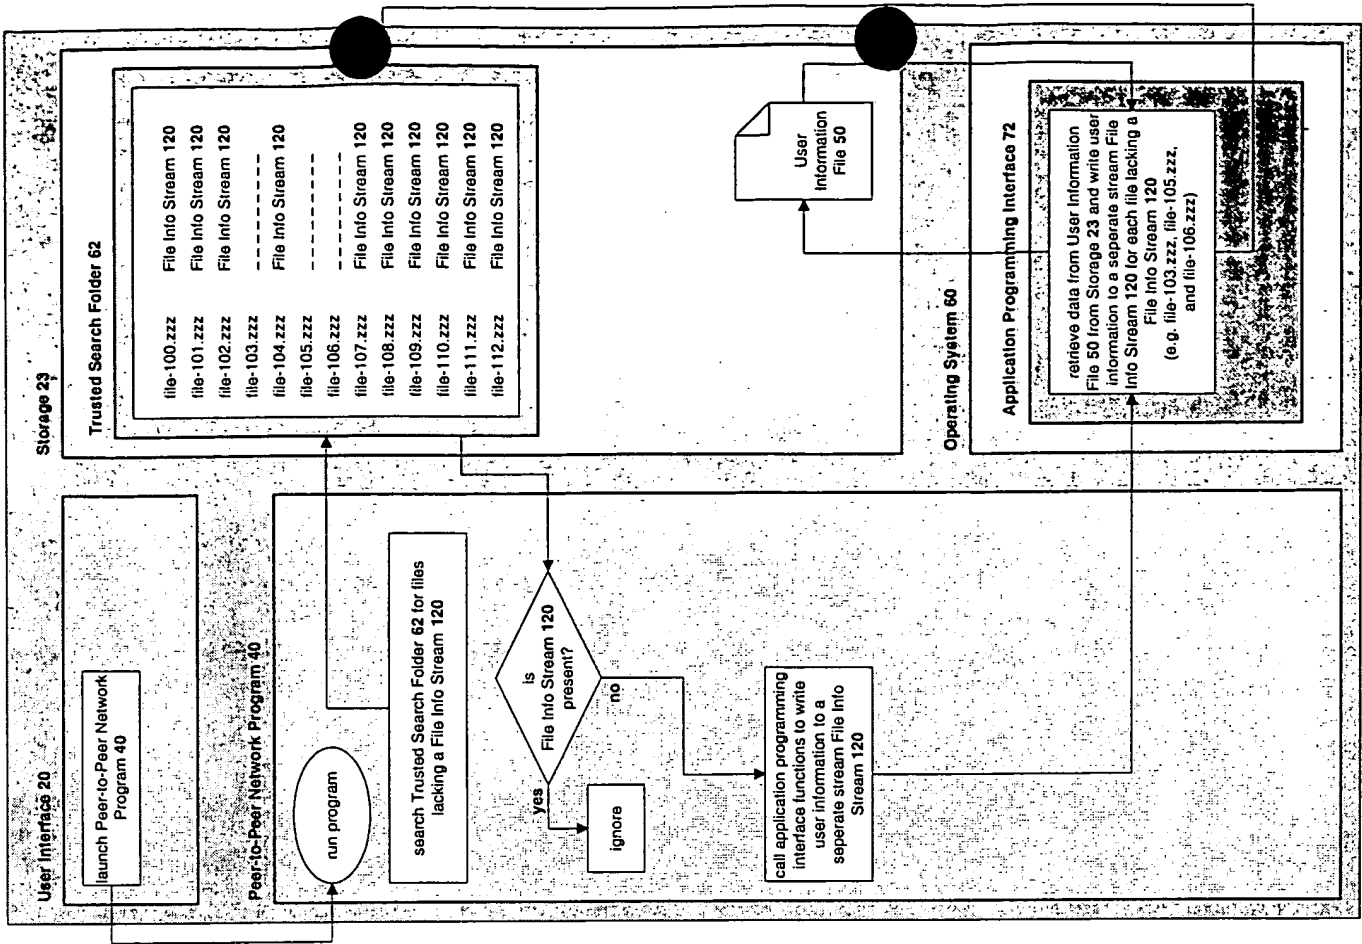 User Interface 20
launch Peer-to-Peer Network
Program 40
Peer-to-Peer Network Program 40
run program
search Trusted Search Folder 62 for files
lacking a File Info Stream 120
is
File Info Stream 120
present?
yes
no
ignore
call application programming
interface functions to write
user information to a
seperate stream File Info
Stream 120
Storage 23
Trusted Search Folder 62
file-100.zzz File Info Stream 120
file-101.zzz File Info Stream 120
file-102.zzz File Info Stream 120
file-103.zzz ----------
file-104.zzz File Info Stream 120
file-105.zzz ----------
file-106.zzz ----------
file-107.zzz File Info Stream 120
file-108.zzz File Info Stream 120
file-109.zzz File Info Stream 120
file-110.zzz File Info Stream 120
file-111.zzz File Info Stream 120
file-112.zzz File Info Stream 120
User
Information
File 50
Operating System 60
Application Programming Interface 72
retrieve data from User Information
File 50 from Storage 23 and write user
information to a seperate stream File
Info Stream 120 for each file lacking a
File Info Stream 120
(e.g. file-103.zzz, file-105.zzz,
and file-106.zzz)